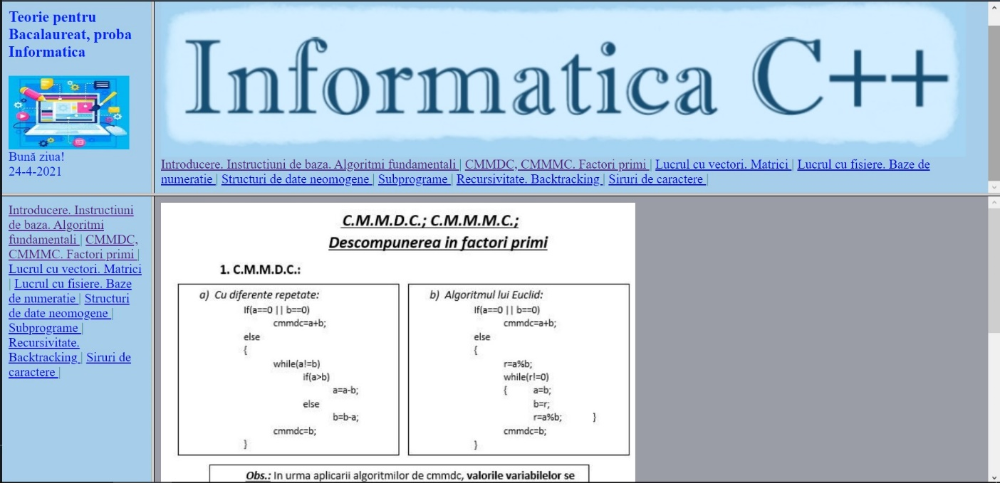 Teorie pentru
Bacalaureat, proba
Informatica
Bună ziua!
24-4-2021
Informatica C++
Introducere. Instructiuni de baza. Algoritmi fundamentali | CMMDC, CMMMC. Factori primi | Lucrul cu vectori. Matrici | Lucrul cu fisiere. Baze de
numeratie | Structuri de date neomogene | Subprograme | Recursivitate. Backtracking | Siruri de caractere |
Introducere. Instructiuni
de baza. Algoritmi
fundamentali | CMMDC,
CMMMC. Factori primi |
Lucrul cu vectori. Matrici
| Lucrul cu fisiere. Baze
de numeratie | Structuri
de date neomogene |
Subprograme |
Recursivitate.
Backtracking | Siruri de
caractere |
C.M.M.D.C.; C.M.M.M.C.;
Descompunerea in factori primi
1. C.M.M.D.C.:
a) Cu diferente repetate:
If(a==0 || b==0)
cmmdc=a+b;
else
{
while(a!=b)
if(a>b)
a=a-b;
else
b=b-a;
cmmdc=b;
}
b) Algoritmul lui Euclid:
If(a==0 || b==0)
cmmdc=a+b;
else
{
r=a%b;
while(r!=0)
{ a=b;
b=r;
r=a%b; }
cmmdc=b;
}
Obs.: In urma aplicarii algoritmilor de cmmdc, valorile variabilelor se